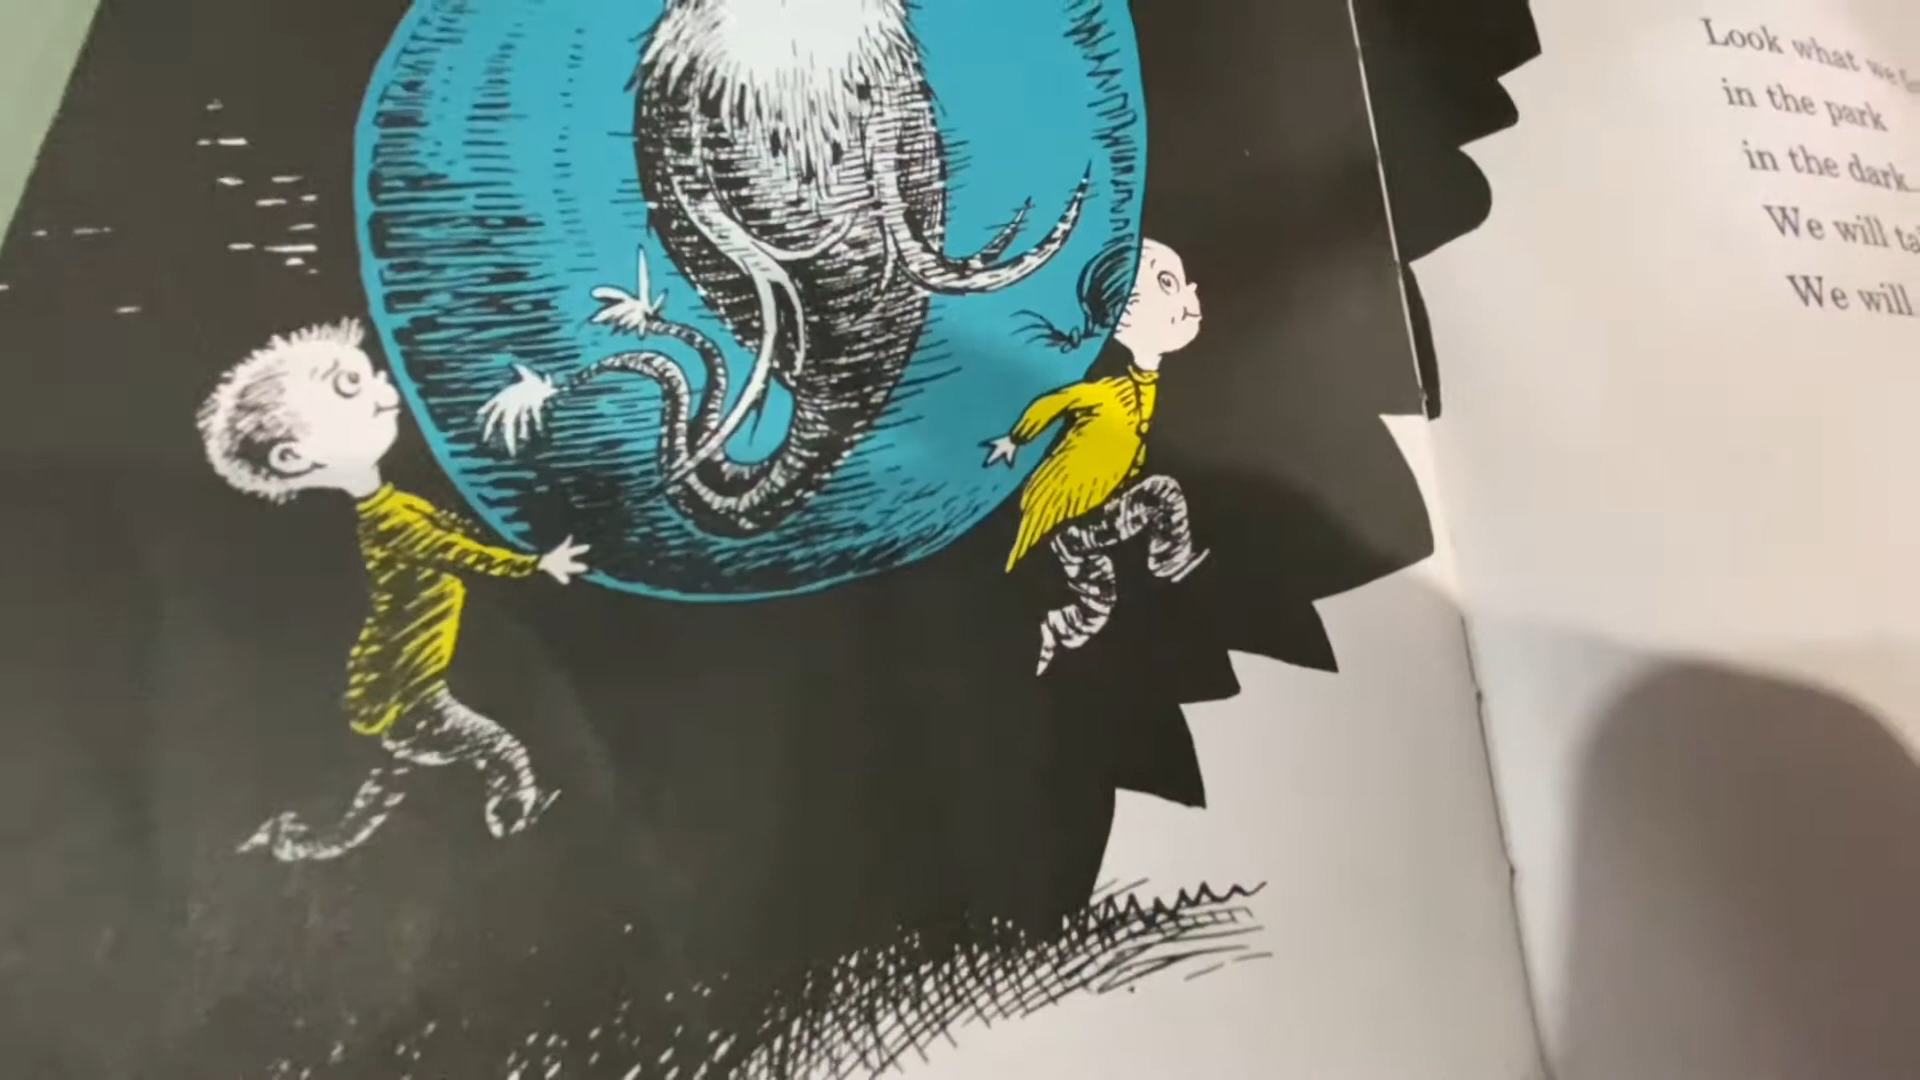 Look what we
in the park
in the dark.
We will
We will